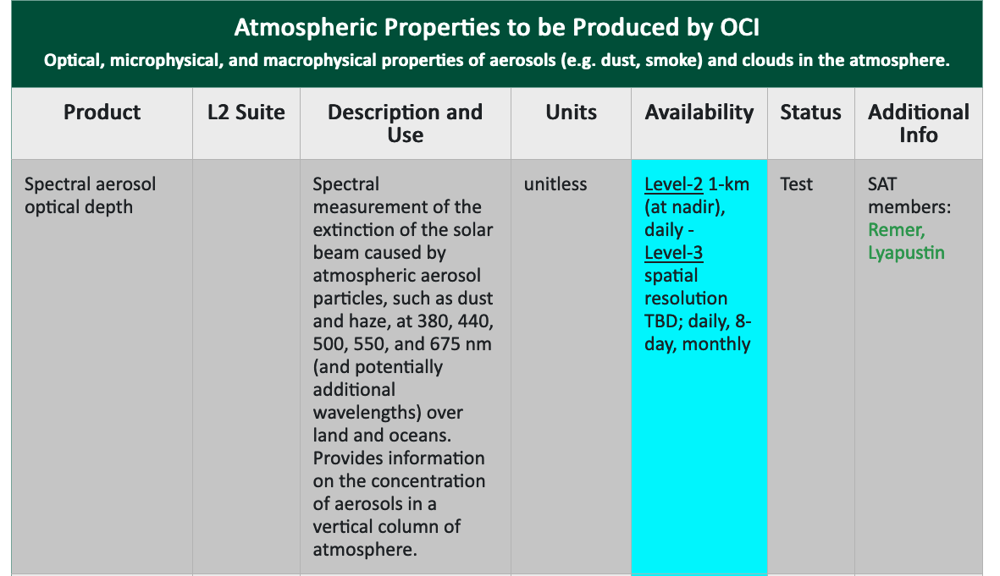 Atmospheric Properties to be Produced by OCI
Optical, microphysical, and macrophysical properties of aerosols (e.g. dust, smoke) and clouds in the atmosphere.
Product
L2 Suite
Description and
Use
Units
Availability
Status
Additional
Info
Spectral aerosol
optical depth
Spectral
measurement of the
extinction of the solar
beam caused by
atmospheric aerosol
particles, such as dust
and haze, at 380, 440,
500, 550, and 675 nm
(and potentially
additional
wavelengths) over
land and oceans.
Provides information
on the concentration
of aerosols in a
vertical column of
atmosphere.
unitless
Level-2 1-km
(at nadir),
daily -
Level-3
spatial
resolution
TBD; daily, 8-
day, monthly
Test
SAT
members:
Remer,
Lyapustin